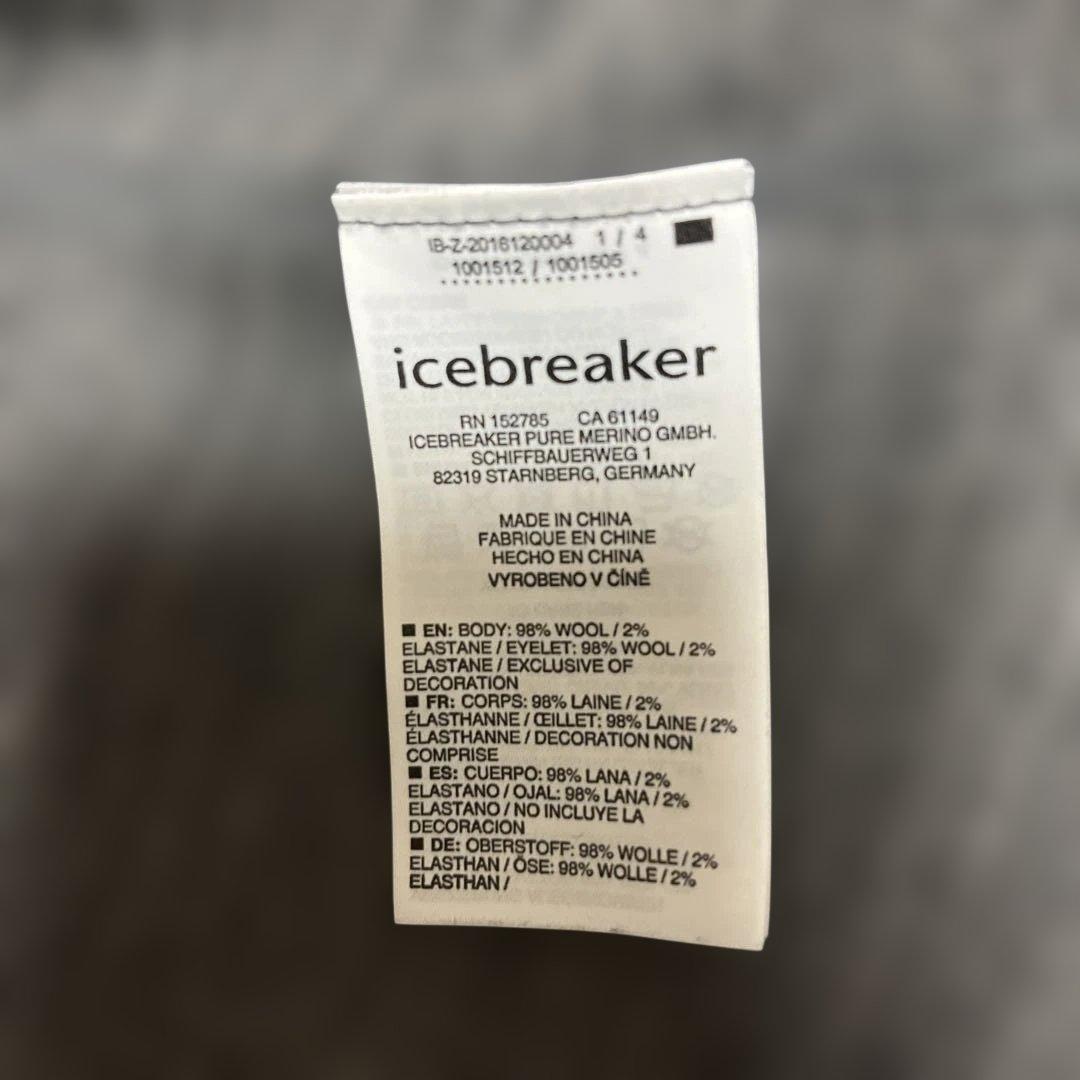 IB-Z-2016120004 1 / 4
1001512 / 1001505
icebreaker
RN 152785 CA 61149
ICEBREAKER PURE MERINO GMBH.
SCHIFFBAUERWEG 1
82319 STARNBERG, GERMANY
MADE IN CHINA
FABRIQUE EN CHINE
HECHO EN CHINA
VYROBENO V ČÍNĚ
EN: BODY: 98% WOOL / 2%
ELASTANE / EYELET: 98% WOOL / 2%
ELASTANE / EXCLUSIVE OF
DECORATION
FR: CORPS: 98% LAINE / 2%
ÉLASTHANNE / ŒILLET: 98% LAINE / 2%
ÉLASTHANNE / DECORATION NON
COMPRISE
ES: CUERPO: 98% LANA / 2%
ELASTANO / OJAL: 98% LANA / 2%
ELASTANO / NO INCLUYE LA
DECORACION
DE: OBERSTOFF: 98% WOLLE / 2%
ELASTHAN / ÖSE: 98% WOLLE / 2%
ELASTHAN /